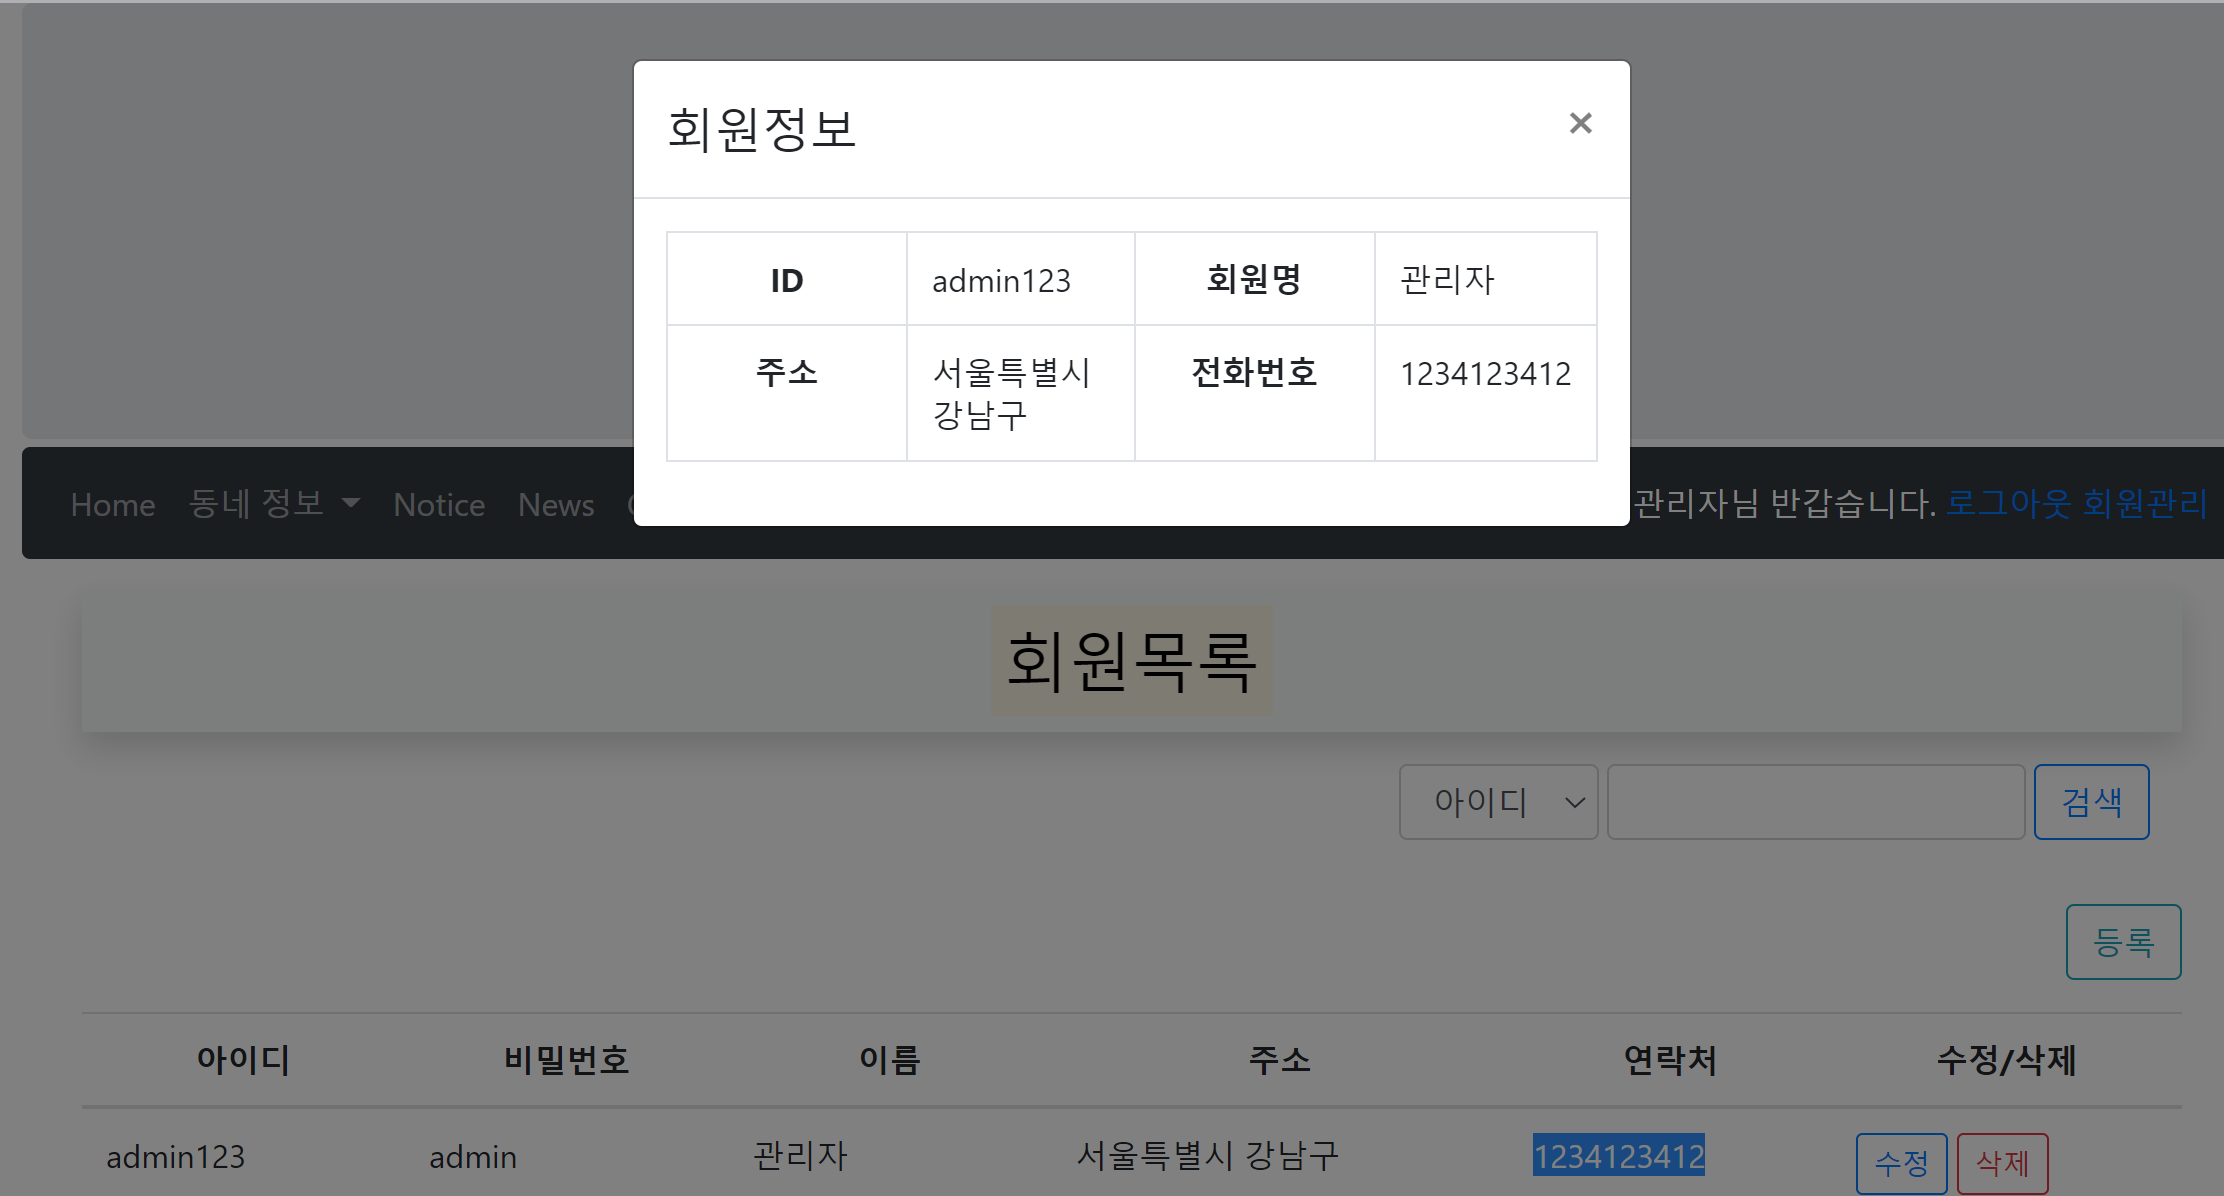 회원정보
×
ID admin123 회원명 관리자
주소 서울특별시 전화번호 1234123412
강남구
Home 동네 정보 Notice News 관리자님 반갑습니다. 로그아웃 회원관리
회원목록
아이디 검색
등록
아이디 비밀번호 이름 주소 연락처 수정/삭제
admin123 admin 관리자 서울특별시 강남구 1234123412 수정 삭제